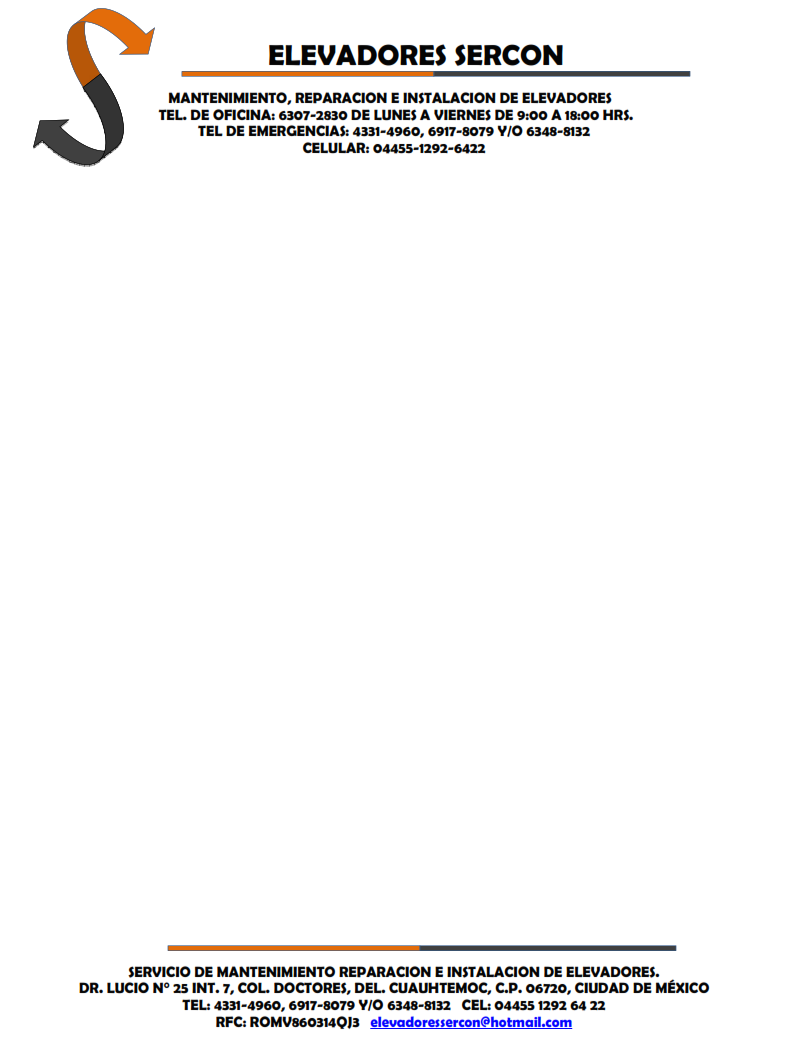 ELEVADORES SERCON
MANTENIMIENTO, REPARACION E INSTALACION DE ELEVADORES
TEL. DE OFICINA: 6307-2830 DE LUNES A VIERNES DE 9:00 A 18:00 HRS.
TEL DE EMERGENCIAS: 4331-4960, 6917-8079 Y/O 6348-8132
CELULAR: 04455-1292-6422
SERVICIO DE MANTENIMIENTO REPARACION E INSTALACION DE ELEVADORES.
DR. LUCIO N° 25 INT. 7, COL. DOCTORES, DEL. CUAUHTEMOC, C.P. 06720, CIUDAD DE MÉXICO
TEL: 4331-4960, 6917-8079 Y/O 6348-8132 CEL: 04455 1292 64 22
RFC: ROMV860314QJ3 elevadoressercon@hotmail.com